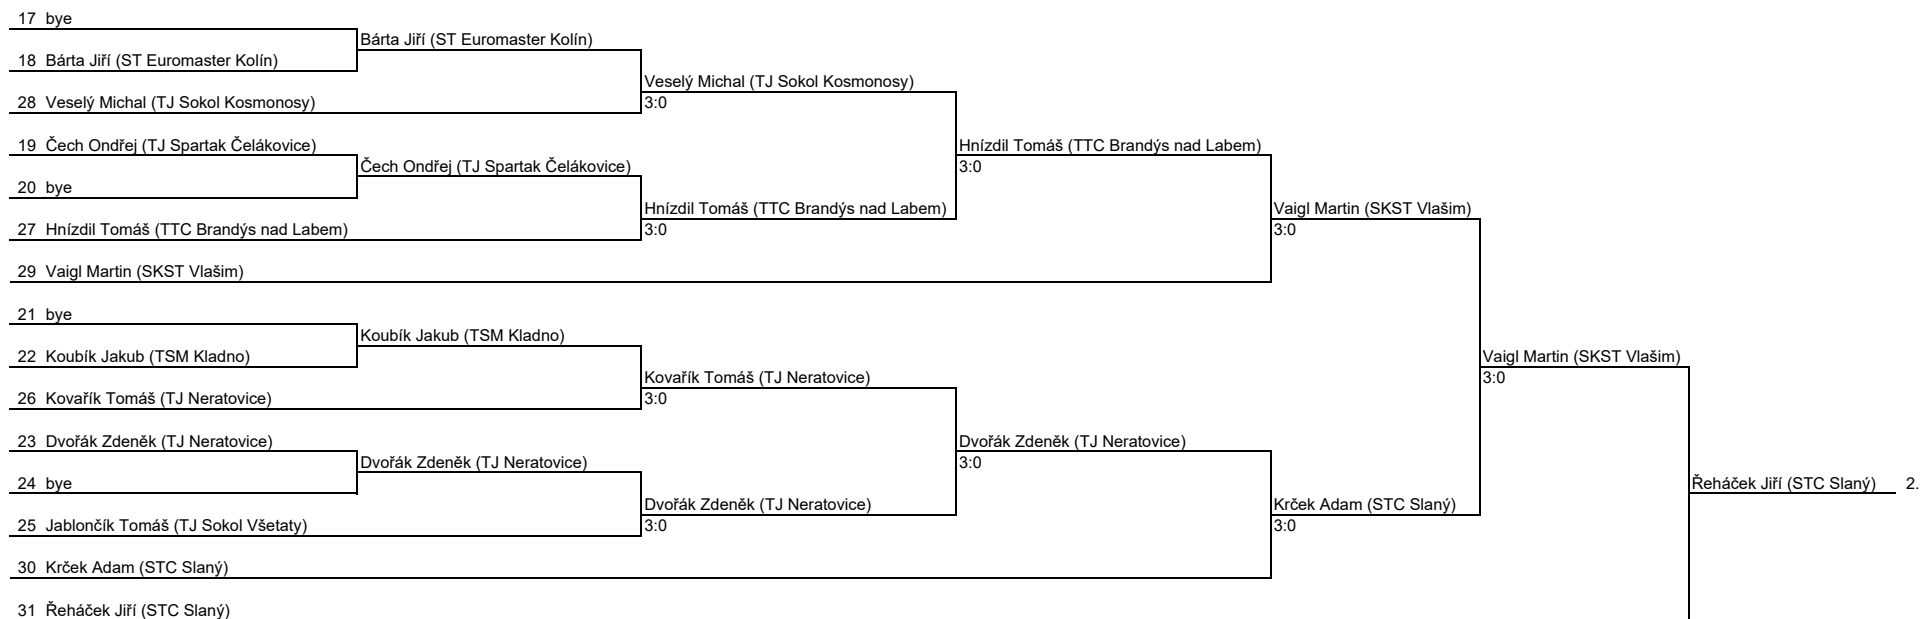 17 bye
Bárta Jiří (ST Euromaster Kolín)
18 Bárta Jiří (ST Euromaster Kolín)
Veselý Michal (TJ Sokol Kosmonosy)
28 Veselý Michal (TJ Sokol Kosmonosy)
3:0
19 Čech Ondřej (TJ Spartak Čelákovice)
Hnízdil Tomáš (TTC Brandýs nad Labem)
Čech Ondřej (TJ Spartak Čelákovice)
3:0
20 bye
Hnízdil Tomáš (TTC Brandýs nad Labem)
Vaigl Martin (SKST Vlašim)
27 Hnízdil Tomáš (TTC Brandýs nad Labem)
3:0
3:0
29 Vaigl Martin (SKST Vlašim)
21 bye
Koubík Jakub (TSM Kladno)
22 Koubík Jakub (TSM Kladno)
Vaigl Martin (SKST Vlašim)
Kovařík Tomáš (TJ Neratovice)
3:0
26 Kovařík Tomáš (TJ Neratovice)
3:0
23 Dvořák Zdeněk (TJ Neratovice)
Dvořák Zdeněk (TJ Neratovice)
Dvořák Zdeněk (TJ Neratovice)
3:0
24 bye
Řeháček Jiří (STC Slaný) 2.
Dvořák Zdeněk (TJ Neratovice)
Krček Adam (STC Slaný)
25 Jablončík Tomáš (TJ Sokol Všetaty)
3:0
3:0
30 Krček Adam (STC Slaný)
31 Řeháček Jiří (STC Slaný)